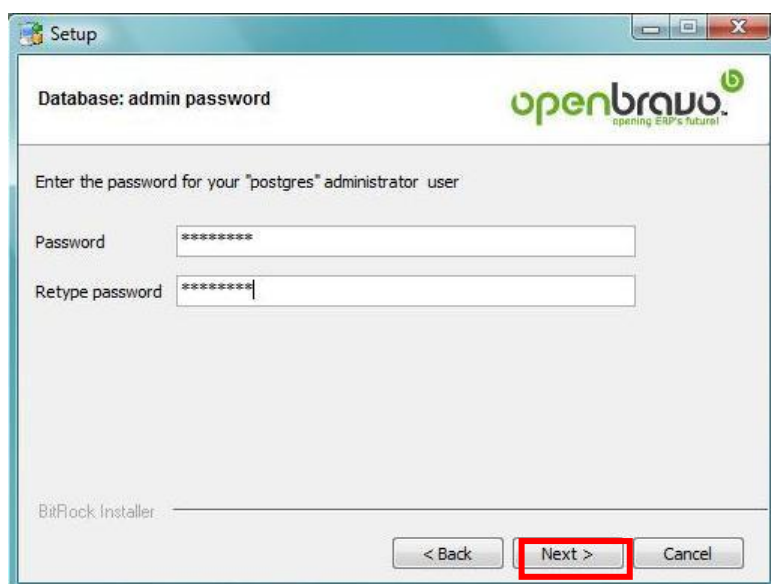 Setup
Database: admin password
openbravo™
opening ERP's future!
Enter the password for your "postgres" administrator user
Password ********
Retype password ********
BitRock Installer
< Back Next > Cancel